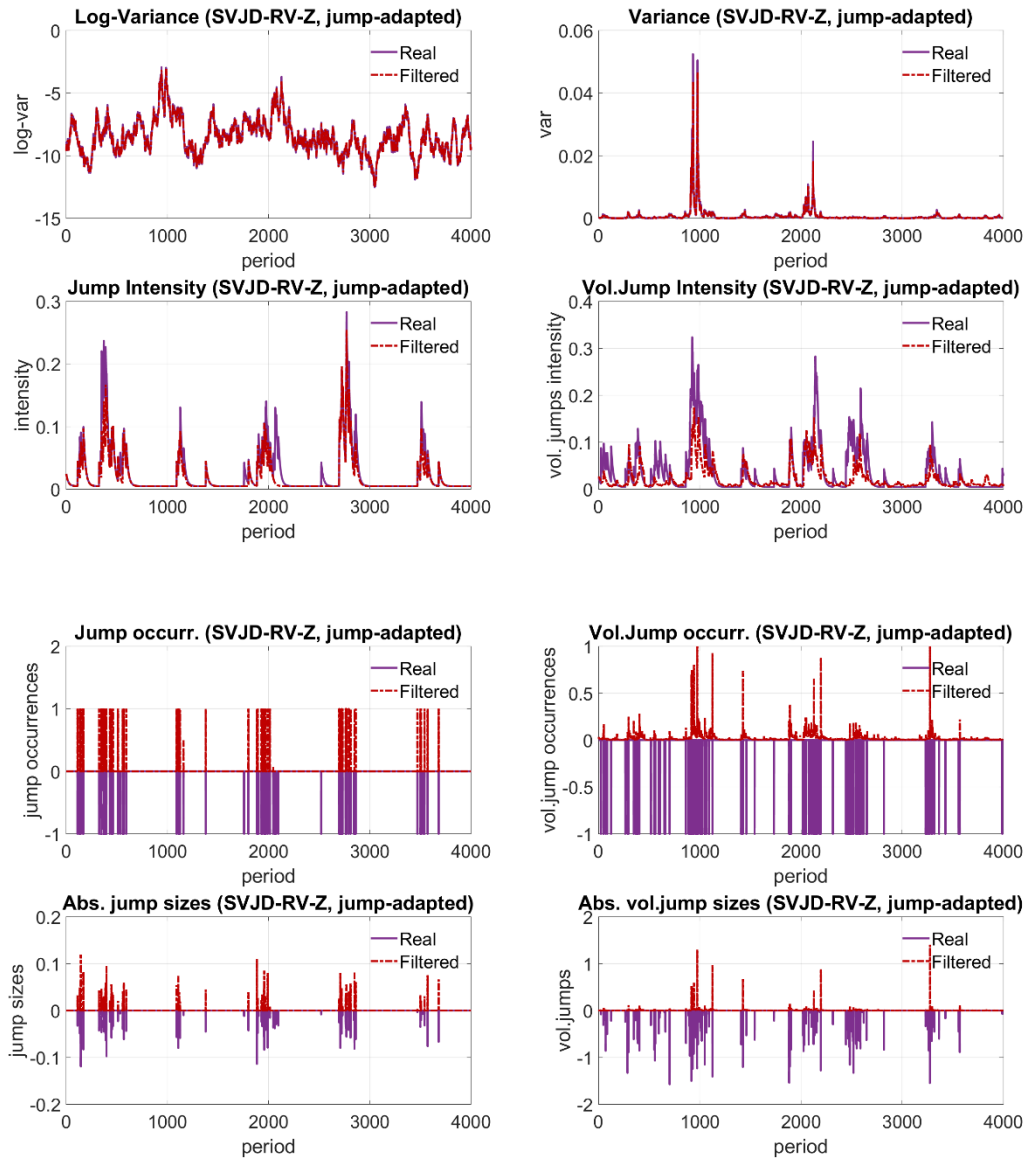 Log-Variance (SVJD-RV-Z, jump-adapted)
0
-5
-10
-15
log-var
Real
Filtered
0 1000 2000 3000 4000
period
Variance (SVJD-RV-Z, jump-adapted)
0.06
0.04
0.02
0
var
Real
Filtered
0 1000 2000 3000 4000
period
Jump Intensity (SVJD-RV-Z, jump-adapted)
0.3
0.2
0.1
0
intensity
Real
Filtered
0 1000 2000 3000 4000
period
Vol.Jump Intensity (SVJD-RV-Z, jump-adapted)
0.4
0.3
0.2
0.1
0
vol. jumps intensity
Real
Filtered
0 1000 2000 3000 4000
period
Jump occurr. (SVJD-RV-Z, jump-adapted)
2
1
0
-1
jump occurrences
Real
Filtered
0 1000 2000 3000 4000
period
Vol.Jump occurr. (SVJD-RV-Z, jump-adapted)
1
0.5
0
-0.5
-1
vol.jump occurrences
Real
Filtered
0 1000 2000 3000 4000
period
Abs. jump sizes (SVJD-RV-Z, jump-adapted)
0.2
0.1
0
-0.1
-0.2
jump sizes
Real
Filtered
0 1000 2000 3000 4000
period
Abs. vol.jump sizes (SVJD-RV-Z, jump-adapted)
2
1
0
-1
-2
vol.jumps
Real
Filtered
0 1000 2000 3000 4000
period